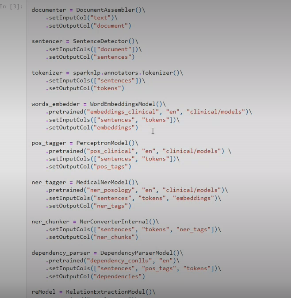 In [3]:
documenter = DocumentAssembler()\
.setInputCol("text")\
.setOutputCol("document")
sentencer = SentenceDetector()\
.setInputCols(["document"])\
.setOutputCol("sentences")
tokenizer = sparknlp.annotators.Tokenizer()\
.setInputCols(["sentences"])\
.setOutputCol("tokens")
words_embedder = WordEmbeddingsModel()\
.pretrained("embeddings_clinical", "en", "clinical/models")\
.setInputCols(["sentences", "tokens"])\
.setOutputCol("embeddings")
pos_tagger = PerceptronModel()\
.pretrained("pos_clinical", "en", "clinical/models") \
.setInputCols(["sentences", "tokens"])\
.setOutputCol("pos_tags")
ner_tagger = MedicalNerModel()\
.pretrained("ner_posology", "en", "clinical/models")\
.setInputCols("sentences", "tokens", "embeddings")\
.setOutputCol("ner_tags")
ner_chunker = NerConverterInternal()\
.setInputCols(["sentences", "tokens", "ner_tags"])\
.setOutputCol("ner_chunks")
dependency_parser = DependencyParserModel()\
.pretrained("dependency_conllu", "en")\
.setInputCols(["sentences", "pos_tags", "tokens"])\
.setOutputCol("dependencies")
reModel = RelationExtractionModel()\